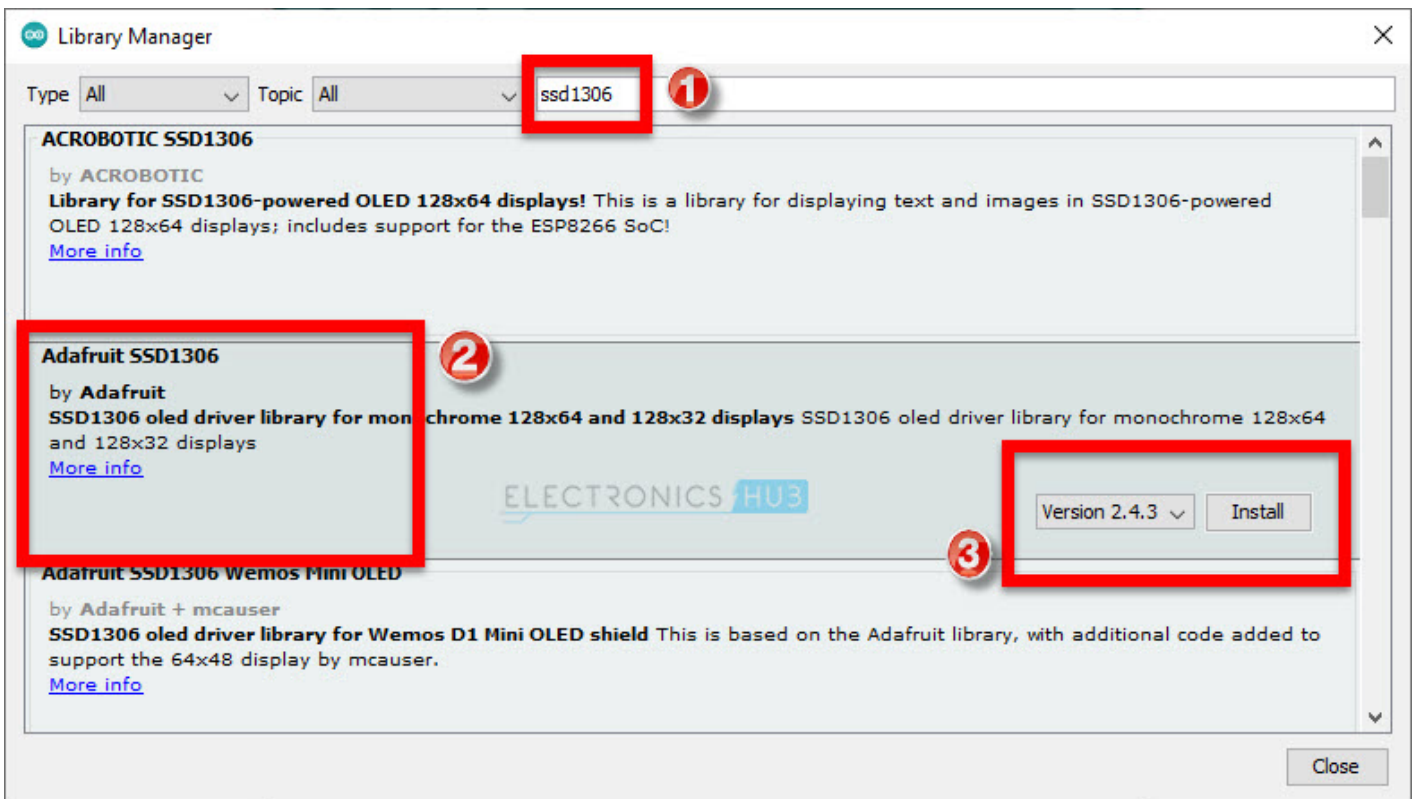 Library Manager
Type All Topic All ssd1306 1
ACROBOTIC SSD1306
by ACROBOTIC
Library for SSD1306-powered OLED 128x64 displays! This is a library for displaying text and images in SSD1306-powered
OLED 128x64 displays; includes support for the ESP8266 SoC!
More info
Adafruit SSD1306
2
by Adafruit
SSD1306 oled driver library for monochrome 128x64 and 128x32 displays SSD1306 oled driver library for monochrome 128x64
and 128x32 displays
More info
ELECTRONICS HUB
Version 2.4.3 Install
3
Adafruit SSD1306 Wemos Mini OLED
by Adafruit + mcauser
SSD1306 oled driver library for Wemos D1 Mini OLED shield This is based on the Adafruit library, with additional code added to
support the 64x48 display by mcauser.
More info
Close